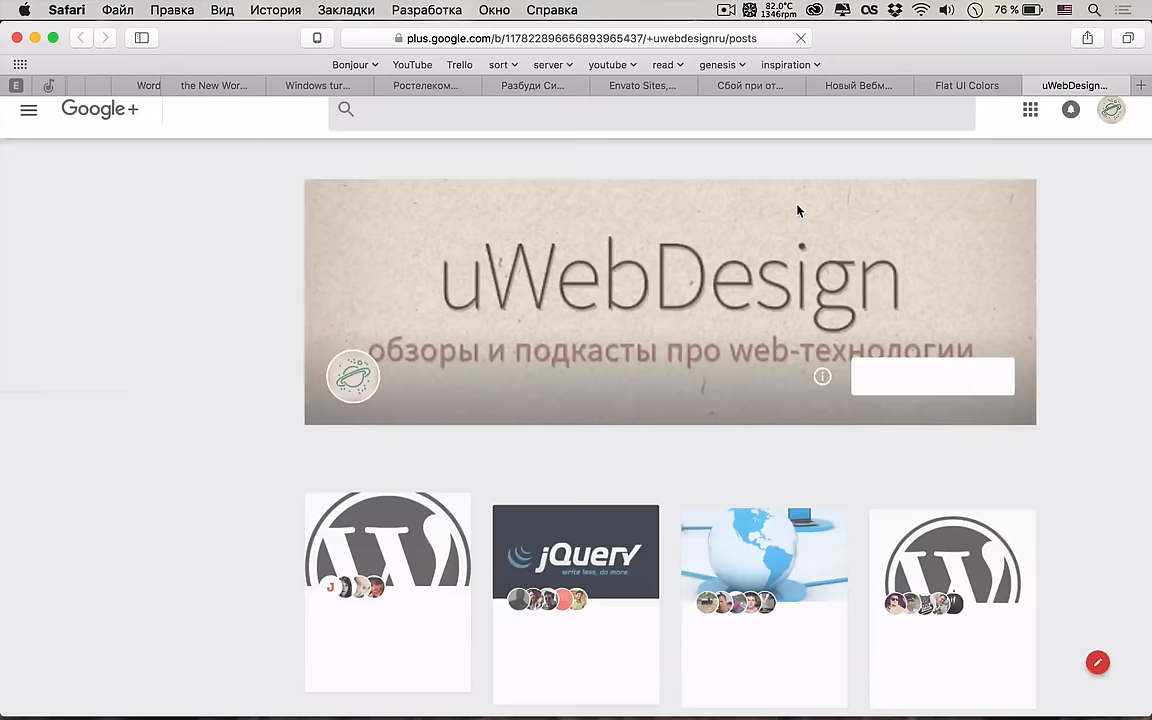 Safari Файл Правка Вид История Закладки Разработка Окно Справка 82.0°C 1346rpm 76 %
plus.google.com/b/117822896656893965437/+uwebdesignru/posts
Bonjour YouTube Trello sort server youtube read genesis inspiration
E Word the New Wor... Windows tur... Ростелеком... Разбуди Си... Envato Sites,... Сбой при от... Новый Вебм... Flat UI Colors uWebDesign...
Google+
uWebDesign
обзоры и подкасты про web-технологии
jQuery
write less, do more.
J